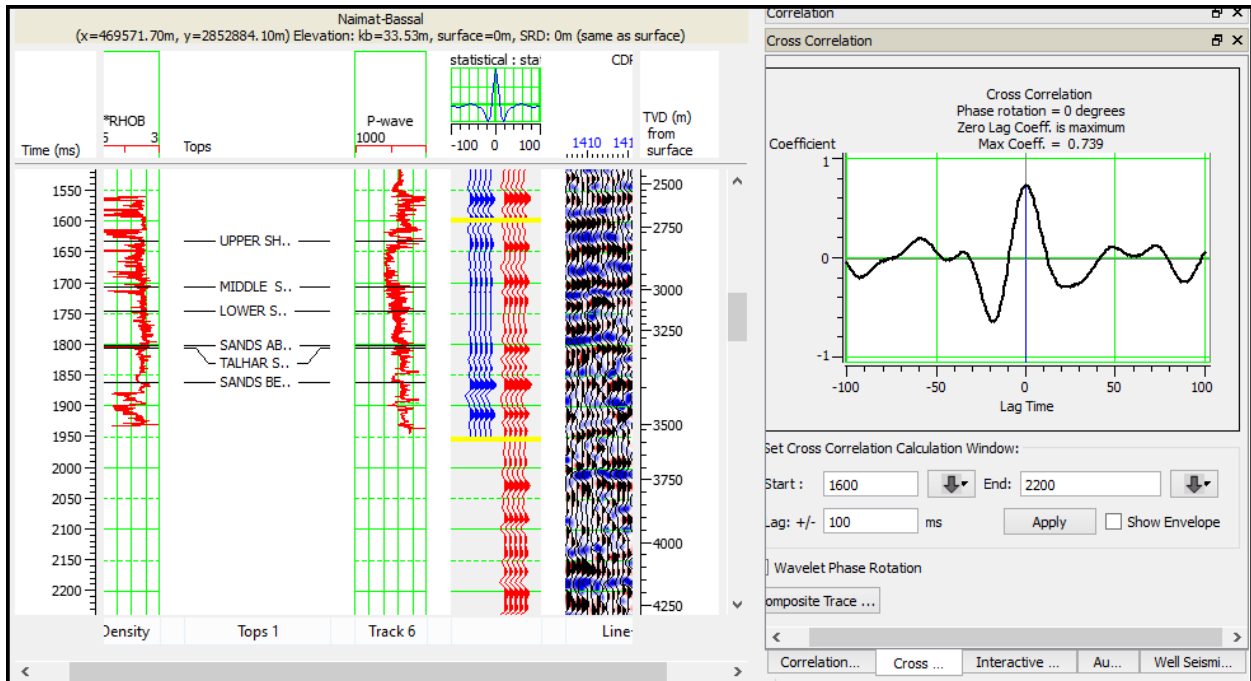 Naimat-Bassal
(x=469571.70m, y=2852884.10m) Elevation: kb=33.53m, surface=0m, SRD: 0m (same as surface)
statistical : sta
CDP
*RHOB
5 3
Tops
P-wave
1000
Time (ms)
-100 0 100
1410 141
TVD (m)
from
surface
1550
1600
1650
1700
1750
1800
1850
1900
1950
2000
2050
2100
2150
2200
UPPER SH..
MIDDLE S..
LOWER S..
SANDS AB..
TALHAR S..
SANDS BE..
2500
2750
3000
3250
3500
3750
4000
4250
Density Tops 1 Track 6 Line
Correlation
Cross Correlation
Cross Correlation
Phase rotation = 0 degrees
Zero Lag Coeff. is maximum
Max Coeff. = 0.739
Coefficient
1
0
-1
-100 -50 0 50 100
Lag Time
Set Cross Correlation Calculation Window:
Start : 1600 End: 2200
Lag: +/- 100 ms Apply Show Envelope
Wavelet Phase Rotation
omposite Trace ...
Correlation... Cross ... Interactive ... Au... Well Seismi...